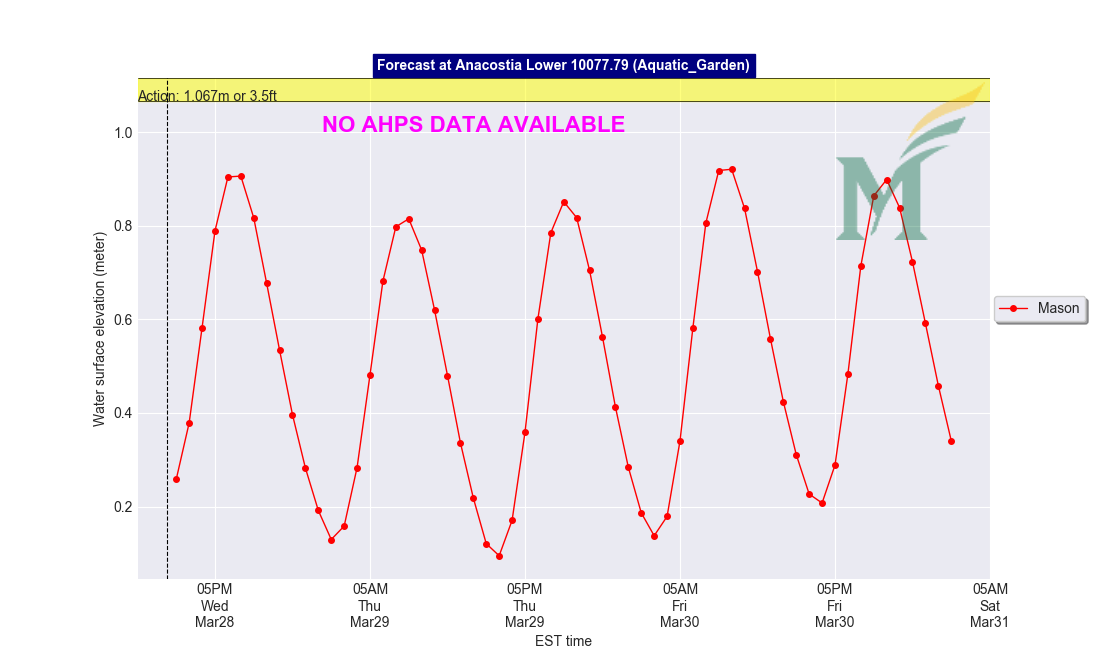 Forecast at Anacostia Lower 10077.79 (Aquatic_Garden)
Action: 1.067m or 3.5ft
NO AHPS DATA AVAILABLE
M
1.0
0.8
0.6
0.4
0.2
Water surface elevation (meter)
Mason
05PM 05AM 05PM 05AM 05PM 05AM
Wed Thu Thu Fri Fri Sat
Mar28 Mar29 Mar29 Mar30 Mar30 Mar31
EST time